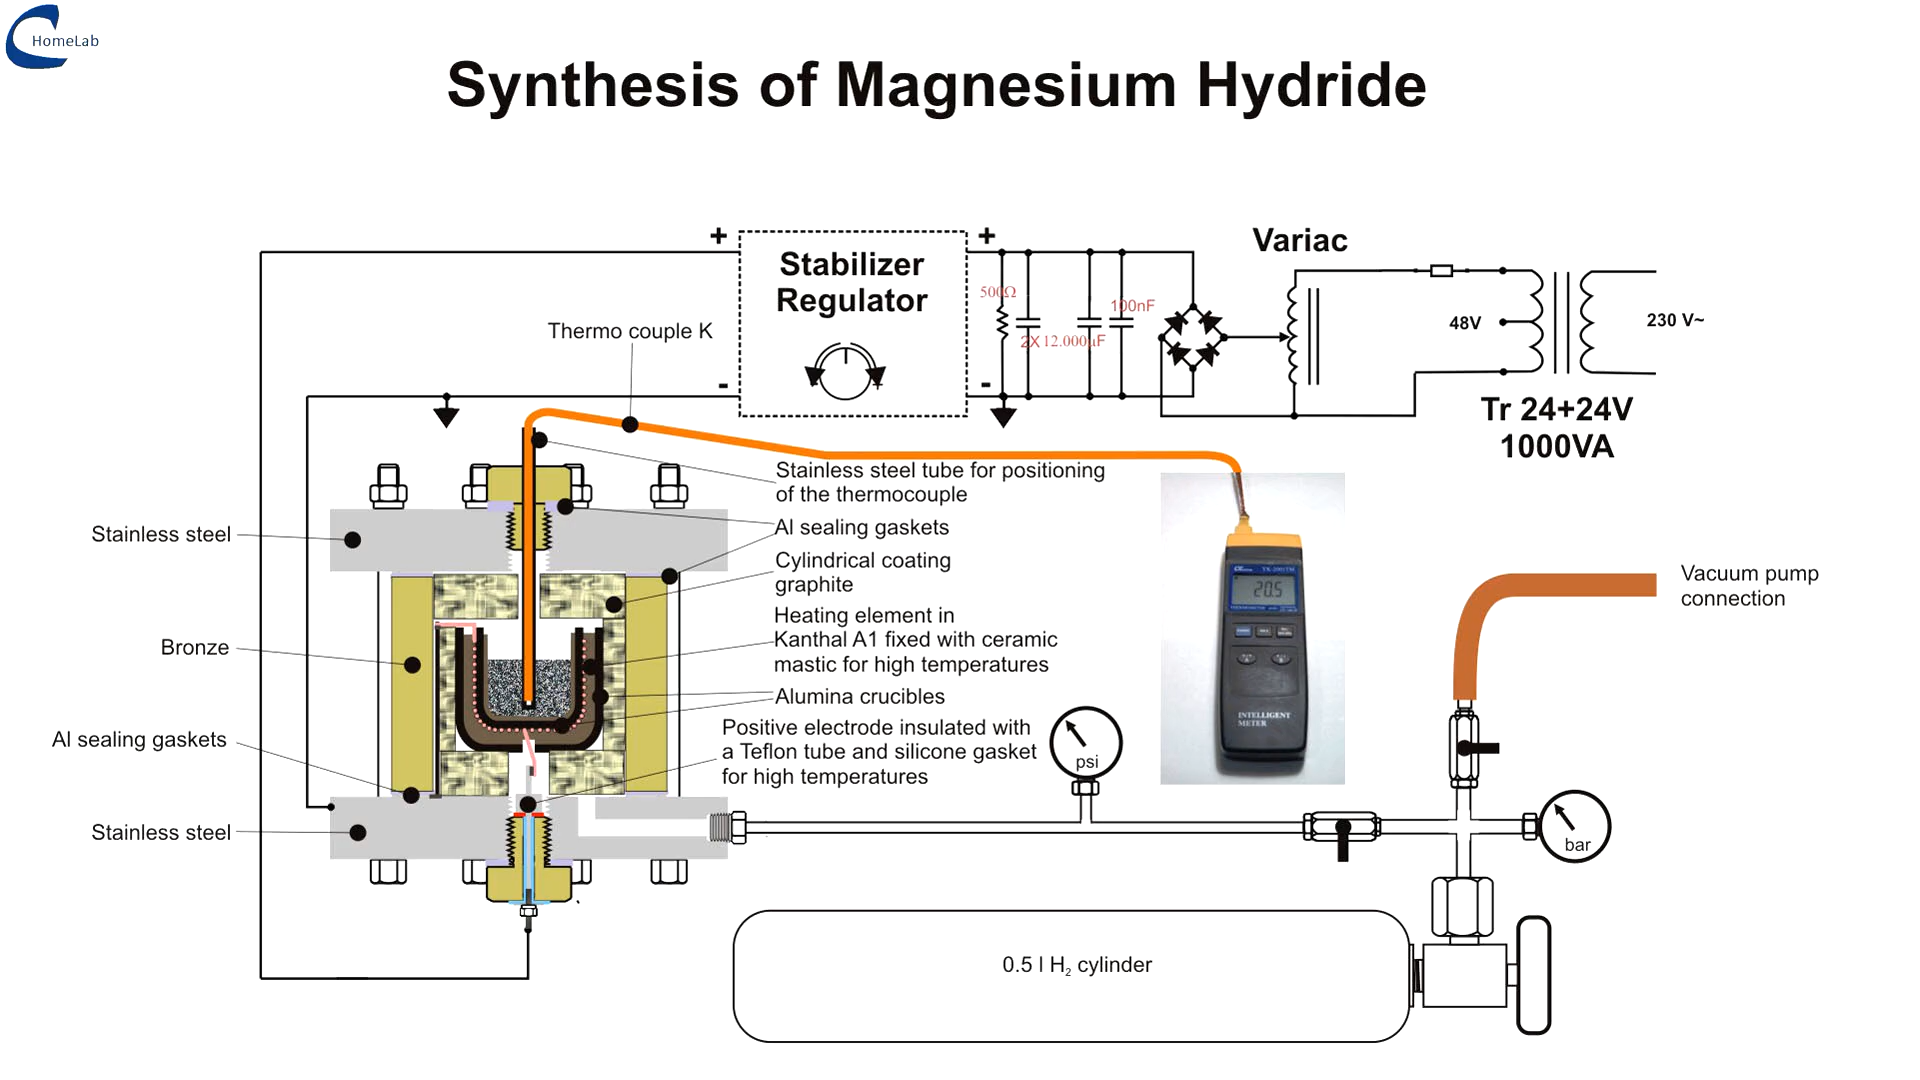 HomeLab
Synthesis of Magnesium Hydride
+
+
Variac
Stabilizer
Regulator
500Ω
100nF
2X 12.000µF
48V
230 V~
Thermo couple K
-
-
Tr 24+24V
1000VA
Stainless steel tube for positioning
of the thermocouple
Stainless steel
Al sealing gaskets
Cylindrical coating
graphite
Vacuum pump
connection
20.5
Heating element in
Kanthal A1 fixed with ceramic
mastic for high temperatures
Bronze
Alumina crucibles
INTELLIGENT
METER
Positive electrode insulated with
a Teflon tube and silicone gasket
for high temperatures
Al sealing gaskets
psi
Stainless steel
bar
0.5 l H₂ cylinder